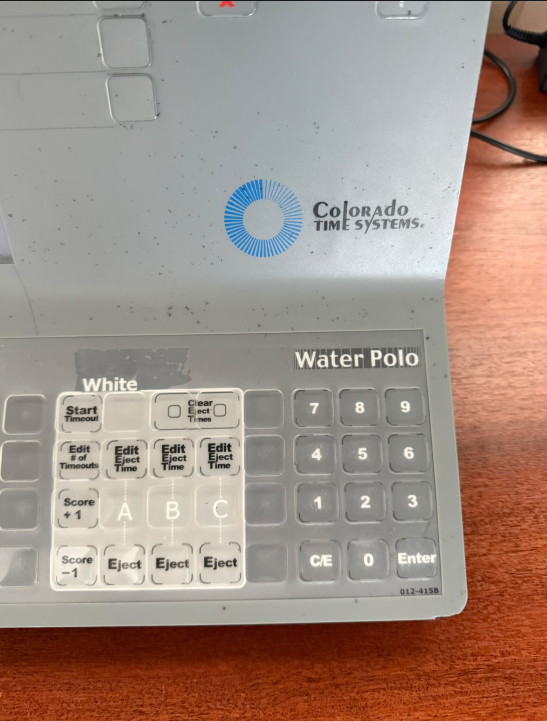 X
COLORADO
TIME SYSTEMS®
Water Polo
White
Start
Timeout
Clear
Eject
Times
7
8
9
Edit
# of
Timeouts
Edit
Eject
Time
Edit
Eject
Time
Edit
Eject
Time
4
5
6
Score
+ 1
A
B
C
1
2
3
Score
–1
Eject
Eject
Eject
C/E
0
Enter
012-415B